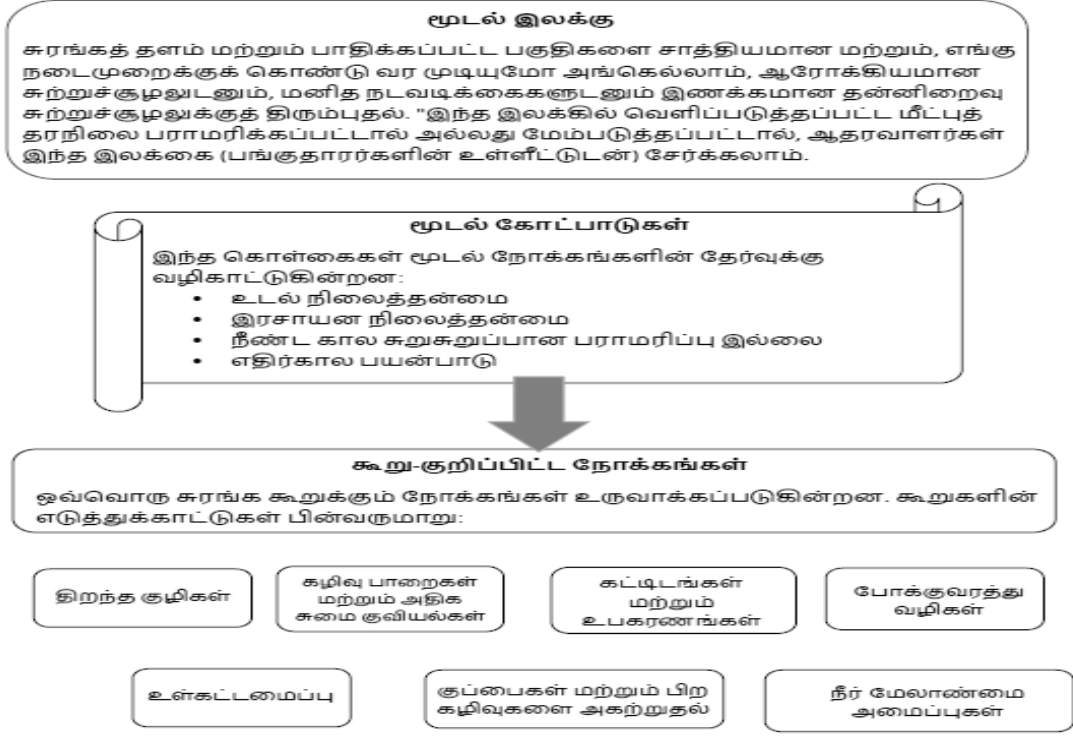 மூடல் இலக்கு
சுரங்கத் தளம் மற்றும் பாதிக்கப்பட்ட பகுதிகளை சாத்தியமான மற்றும், எங்கு
நடைமுறைக்குக் கொண்டு வர முடியுமோ அங்கெல்லாம், ஆரோக்கியமான
சுற்றுச்சூழலுடனும், மனித நடவடிக்கைகளுடனும் இணக்கமான தன்னிறைவு
சுற்றுச்சூழலுக்குத் திரும்புதல். "இந்த இலக்கில் வெளிப்படுத்தப்பட்ட மீட்புத்
தரநிலை பராமரிக்கப்பட்டால் அல்லது மேம்படுத்தப்பட்டால், ஆதரவாளர்கள்
இந்த இலக்கை (பங்குதாரர்களின் உள்ளீட்டுடன்) சேர்க்கலாம்.
மூடல் கோட்பாடுகள்
இந்த கொள்கைகள் மூடல் நோக்கங்களின் தேர்வுக்கு
வழிகாட்டுகின்றன:
• உடல் நிலைத்தன்மை
• இரசாயன நிலைத்தன்மை
• நீண்ட கால சுறுசுறுப்பான பராமரிப்பு இல்லை
• எதிர்கால பயன்பாடு
கூறு-குறிப்பிட்ட நோக்கங்கள்
ஒவ்வொரு சுரங்க கூறுக்கும் நோக்கங்கள் உருவாக்கப்படுகின்றன. கூறுகளின்
எடுத்துக்காட்டுகள் பின்வருமாறு:
திறந்த குழிகள்
கழிவு பாறைகள்
மற்றும் அதிக
சுமை குவியல்கள்
கட்டிடங்கள்
மற்றும்
உபகரணங்கள்
போக்குவரத்து
வழிகள்
உள்கட்டமைப்பு
குப்பைகள் மற்றும் பிற
கழிவுகளை அகற்றுதல்
நீர் மேலாண்மை
அமைப்புகள்